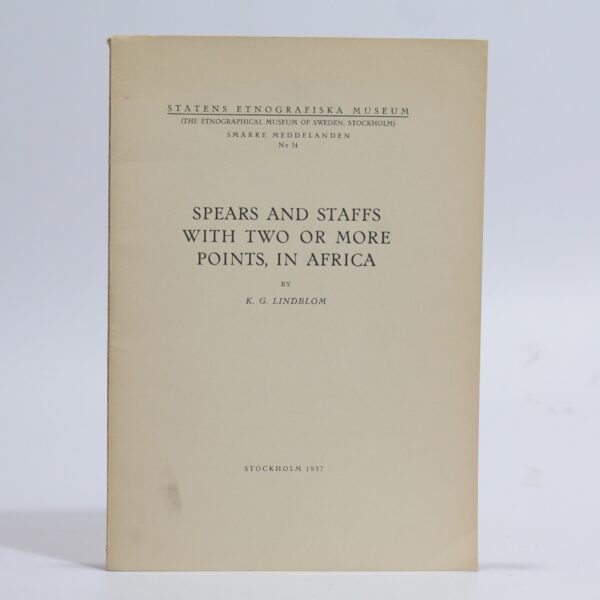 STATENS ETNOGRAFISKA MUSEUM
(THE ETNOGRAPHICAL MUSEUM OF SWEDEN, STOCKHOLM)
SMÄRRE MEDDELANDEN
Nr 14
SPEARS AND STAFFS
WITH TWO OR MORE
POINTS, IN AFRICA
BY
K. G. LINDBLOM
STOCKHOLM 1937